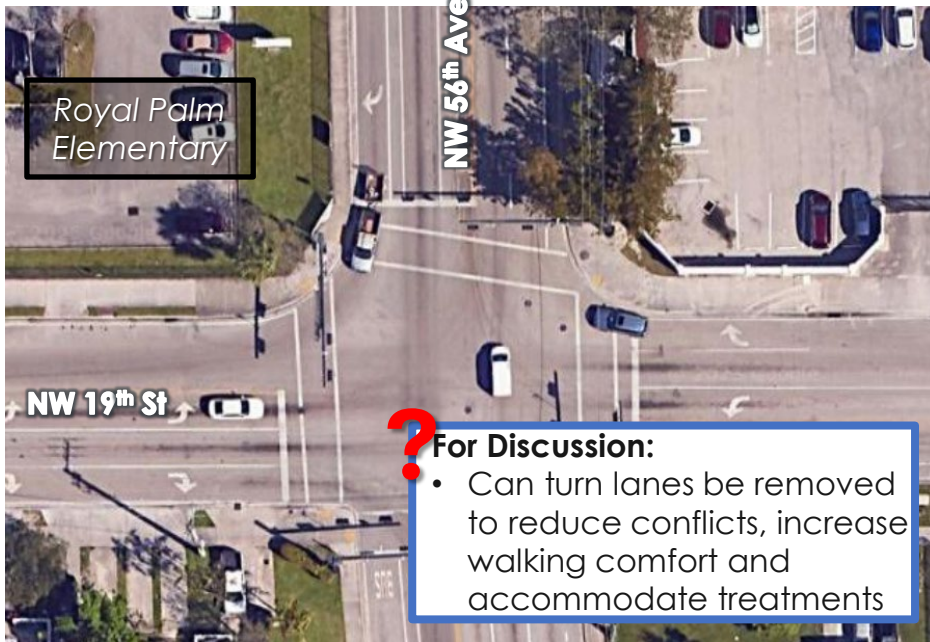 NW 56th Ave
Royal Palm
Elementary
NW 19th St
?
For Discussion:
• Can turn lanes be removed
to reduce conflicts, increase
walking comfort and
accommodate treatments